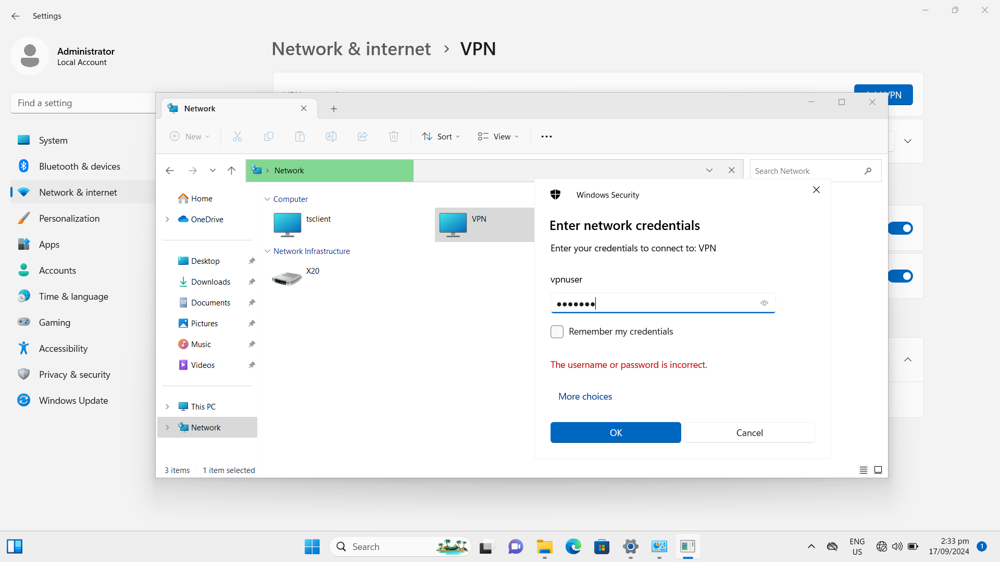 Settings
Administrator
Local Account
Find a setting
System
Bluetooth & devices
Network & internet
Personalization
Apps
Accounts
Time & language
Gaming
Accessibility
Privacy & security
Windows Update
Network & internet > VPN
VPN
Network
New
Sort
View
Network
Search Network
Home
OneDrive
Desktop
Downloads
Documents
Pictures
Music
Videos
This PC
Network
Computer
tsclient
VPN
Network Infrastructure
X20
3 items
1 item selected
Windows Security
Enter network credentials
Enter your credentials to connect to: VPN
vpnuser
Remember my credentials
The username or password is incorrect.
More choices
OK
Cancel
Search
ENG
US
2:33 pm
17/09/2024
1